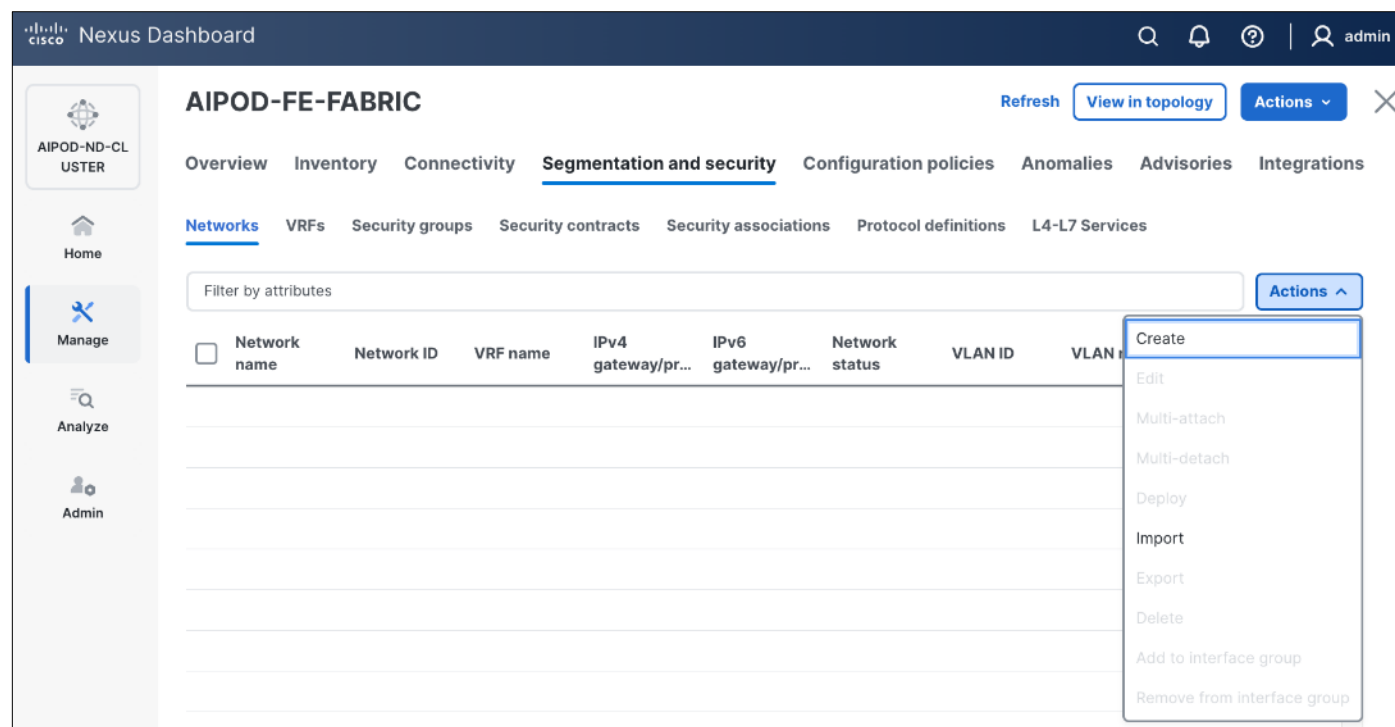 cisco Nexus Dashboard
admin
AIPOD-ND-CL
USTER
Home
Manage
Analyze
Admin
AIPOD-FE-FABRIC
Refresh
View in topology
Actions
Overview Inventory Connectivity Segmentation and security Configuration policies Anomalies Advisories Integrations
Networks VRFs Security groups Security contracts Security associations Protocol definitions L4-L7 Services
Filter by attributes
Actions
Network
name
Network ID
VRF name
IPv4
gateway/pr...
IPv6
gateway/pr...
Network
status
VLAN ID
VLAN
Create
Edit
Multi-attach
Multi-detach
Deploy
Import
Export
Delete
Add to interface group
Remove from interface group